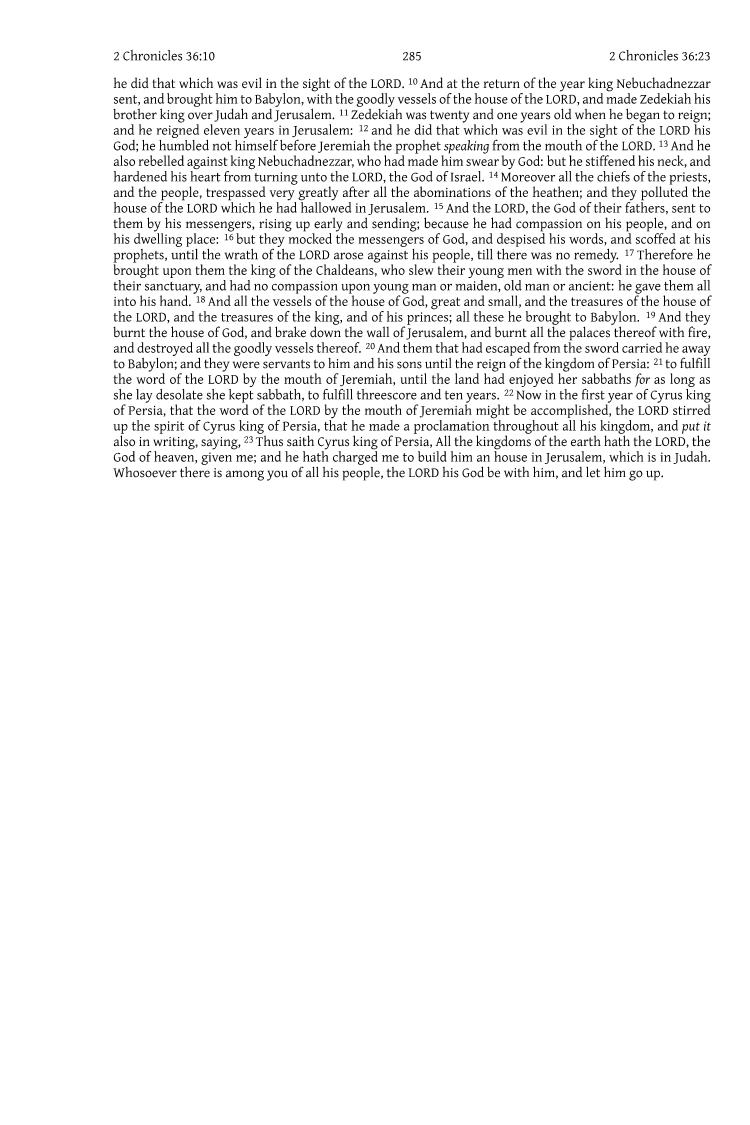 2 Chronicles 36:10 285 2 Chronicles 36:23
he did that which was evil in the sight of the LORD. 10 And at the return of the year king Nebuchadnezzar
sent, and brought him to Babylon, with the goodly vessels of the house of the LORD, and made Zedekiah his
brother king over Judah and Jerusalem. 11 Zedekiah was twenty and one years old when he began to reign;
and he reigned eleven years in Jerusalem: 12 and he did that which was evil in the sight of the LORD his
God; he humbled not himself before Jeremiah the prophet speaking from the mouth of the LORD. 13 And he
also rebelled against king Nebuchadnezzar, who had made him swear by God: but he stiffened his neck, and
hardened his heart from turning unto the LORD, the God of Israel. 14 Moreover all the chiefs of the priests,
and the people, trespassed very greatly after all the abominations of the heathen; and they polluted the
house of the LORD which he had hallowed in Jerusalem. 15 And the LORD, the God of their fathers, sent to
them by his messengers, rising up early and sending; because he had compassion on his people, and on
his dwelling place: 16 but they mocked the messengers of God, and despised his words, and scoffed at his
prophets, until the wrath of the LORD arose against his people, till there was no remedy. 17 Therefore he
brought upon them the king of the Chaldeans, who slew their young men with the sword in the house of
their sanctuary, and had no compassion upon young man or maiden, old man or ancient: he gave them all
into his hand. 18 And all the vessels of the house of God, great and small, and the treasures of the house of
the LORD, and the treasures of the king, and of his princes; all these he brought to Babylon. 19 And they
burnt the house of God, and brake down the wall of Jerusalem, and burnt all the palaces thereof with fire,
and destroyed all the goodly vessels thereof. 20 And them that had escaped from the sword carried he away
to Babylon; and they were servants to him and his sons until the reign of the kingdom of Persia: 21 to fulfill
the word of the LORD by the mouth of Jeremiah, until the land had enjoyed her sabbaths for as long as
she lay desolate she kept sabbath, to fulfill threescore and ten years. 22 Now in the first year of Cyrus king
of Persia, that the word of the LORD by the mouth of Jeremiah might be accomplished, the LORD stirred
up the spirit of Cyrus king of Persia, that he made a proclamation throughout all his kingdom, and put it
also in writing, saying, 23 Thus saith Cyrus king of Persia, All the kingdoms of the earth hath the LORD, the
God of heaven, given me; and he hath charged me to build him an house in Jerusalem, which is in Judah.
Whosoever there is among you of all his people, the LORD his God be with him, and let him go up.